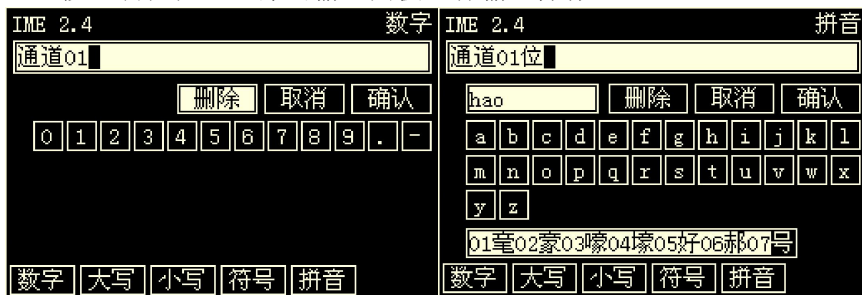 IME 2.4 数字
通道01
删除 取消 确认
0 1 2 3 4 5 6 7 8 9 . -
数字 大写 小写 符号 拼音
IME 2.4 拼音
通道01位
hao 删除 取消 确认
a b c d e f g h i j k l
m n o p q r s t u v w x
y z
01薹02蒿03嚎04壕05好06郝07号
数字 大写 小写 符号 拼音